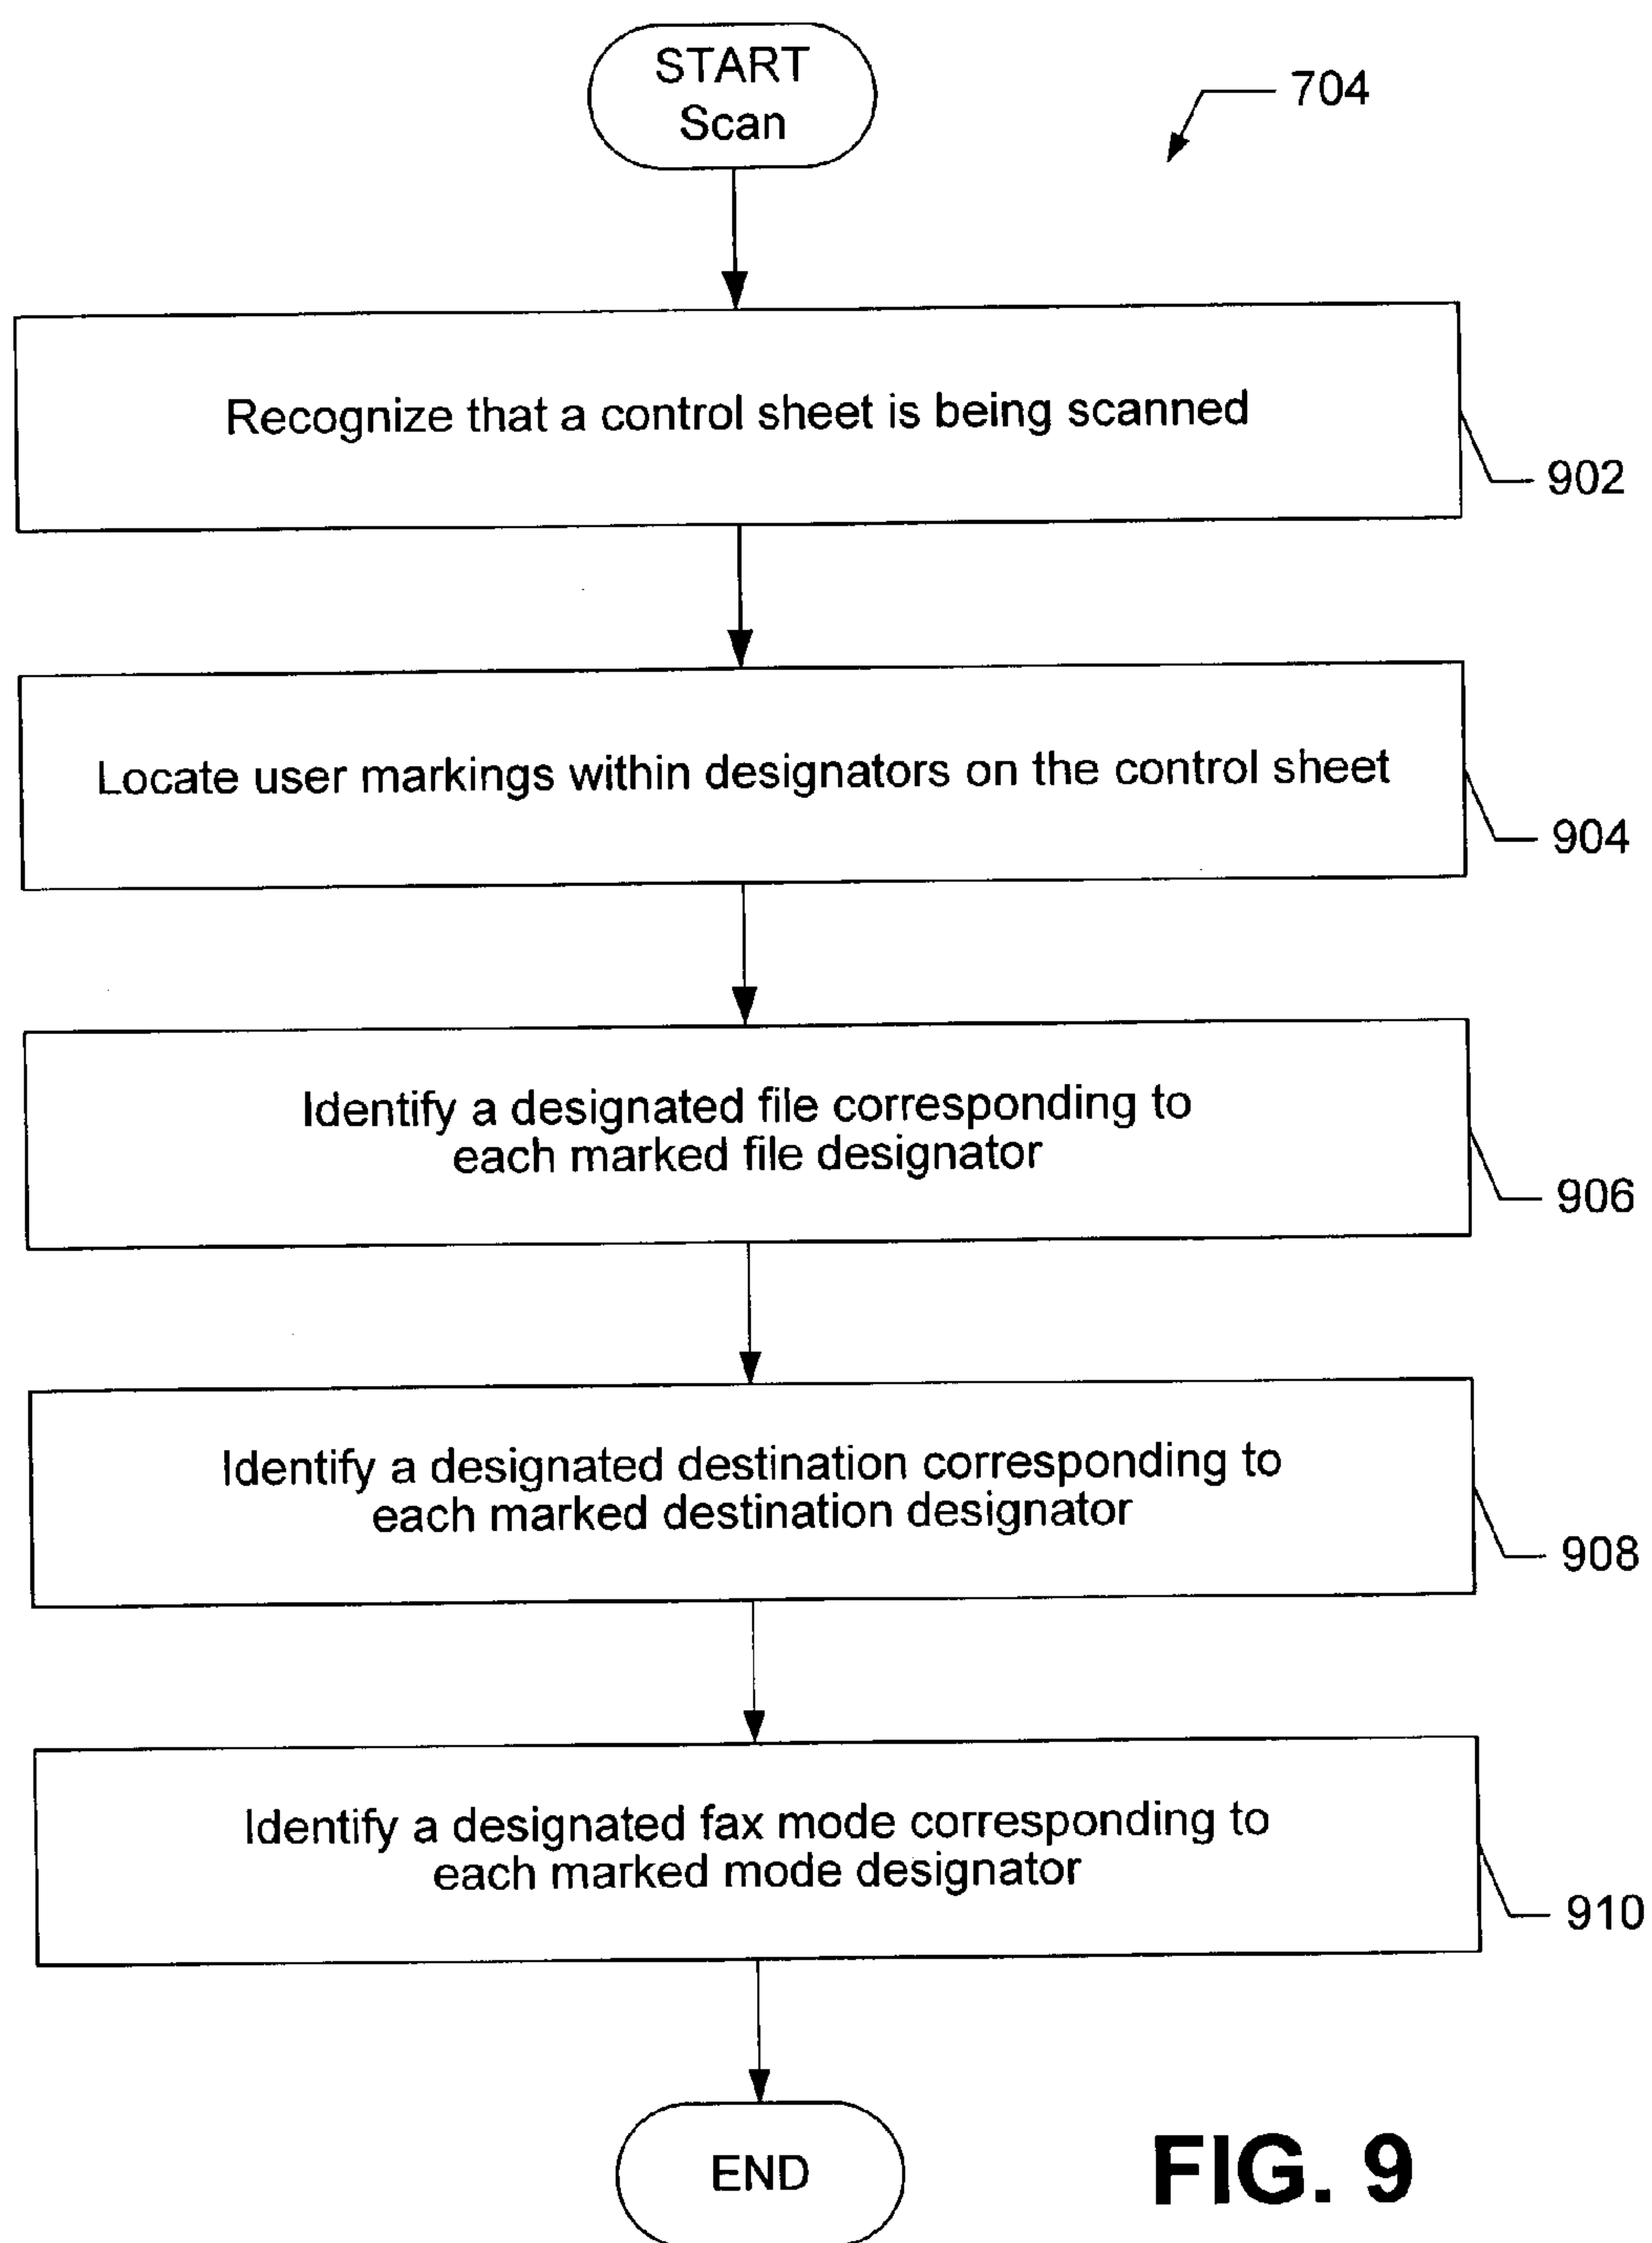 START
Scan
704
Recognize that a control sheet is being scanned
902
Locate user markings within designators on the control sheet
904
Identify a designated file corresponding to
each marked file designator
906
Identify a designated destination corresponding to
each marked destination designator
908
Identify a designated fax mode corresponding to
each marked mode designator
910
END
FIG. 9